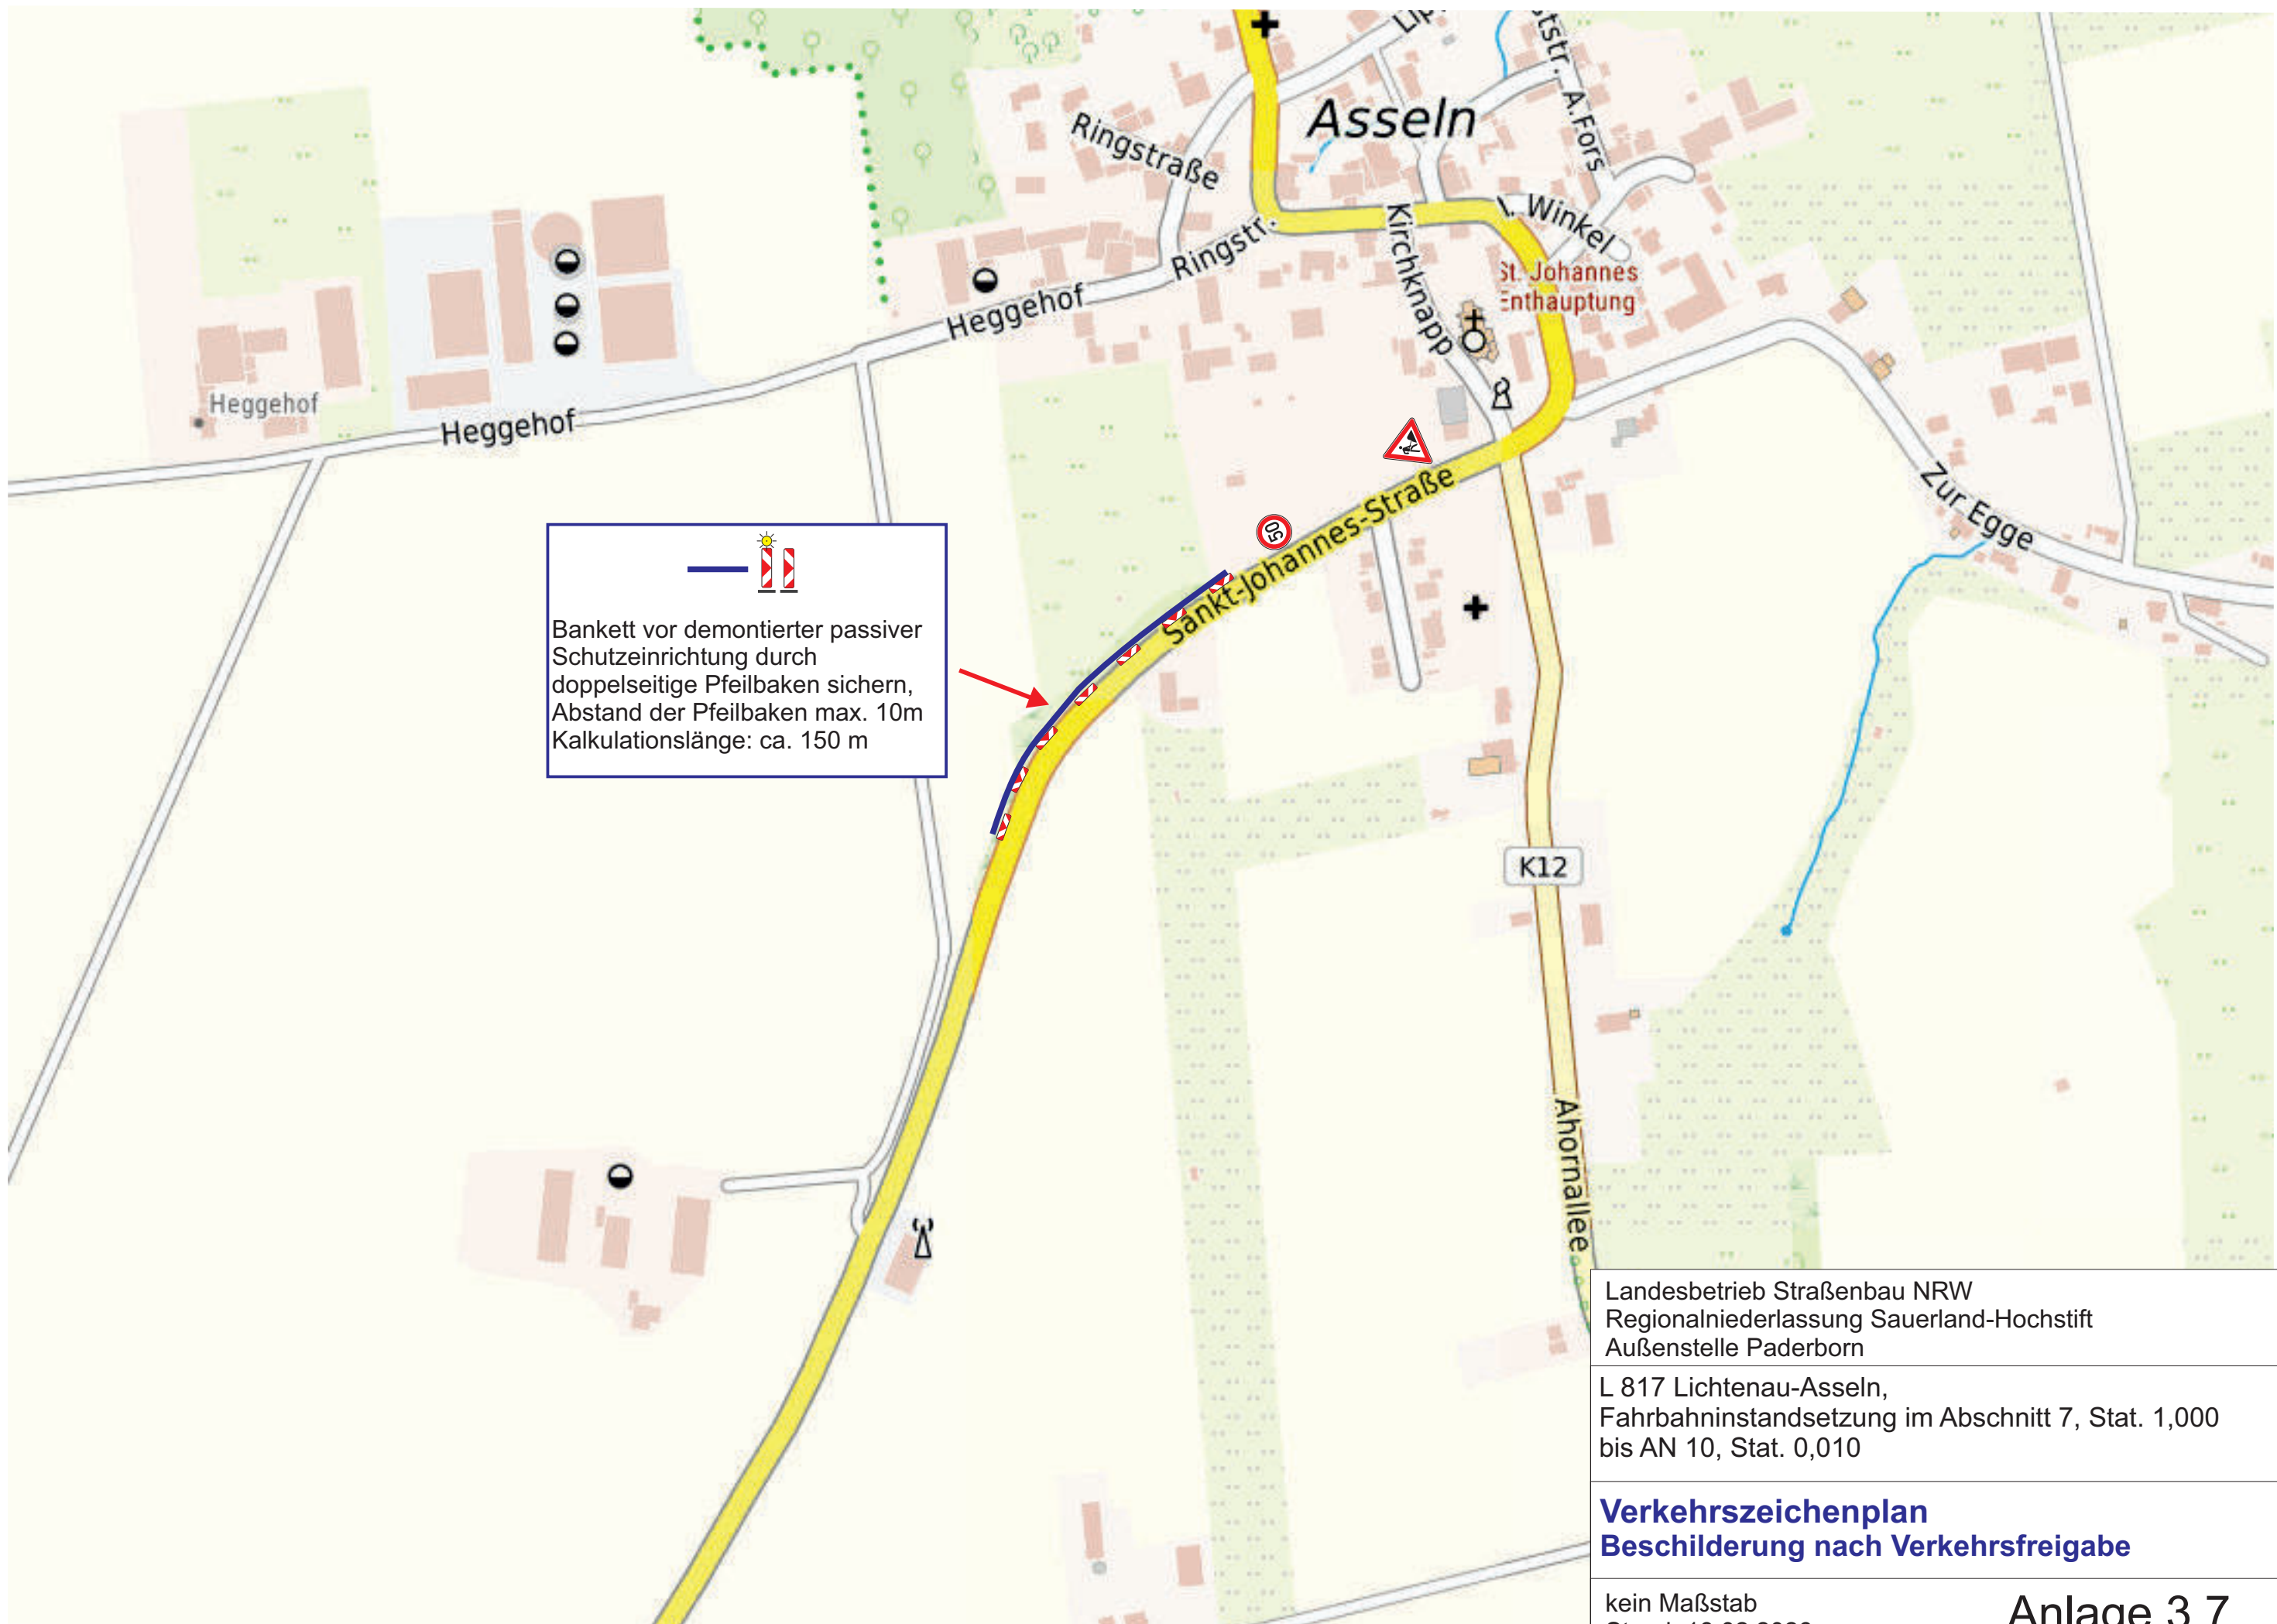 Asseln
Ringstraße
A.Fors
Winkel
Kirchknapp
Ringstr.
St. Johannes
Enthauptung
Heggehof
Heggehof
Heggehof
Zur Egge
50
Sankt-Johannes-Straße
Bankett vor demontierter passiver
Schutzeinrichtung durch
doppelseitige Pfeilbaken sichern,
Abstand der Pfeilbaken max. 10m
Kalkulationslänge: ca. 150 m
K12
Ahornallee
Landesbetrieb Straßenbau NRW
Regionalniederlassung Sauerland-Hochstift
Außenstelle Paderborn
L 817 Lichtenau-Asseln,
Fahrbahninstandsetzung im Abschnitt 7, Stat. 1,000
bis AN 10, Stat. 0,010
Verkehrszeichenplan
Beschilderung nach Verkehrsfreigabe
kein Maßstab
Anlage 3.7